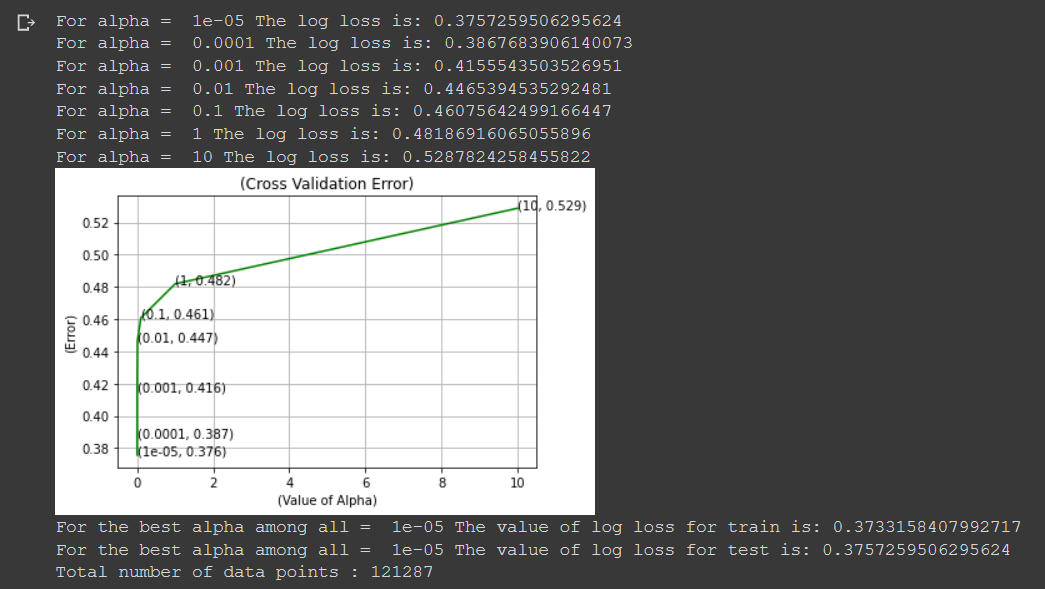 For alpha =  1e-05 The log loss is: 0.3757259506295624
For alpha =  0.0001 The log loss is: 0.3867683906140073
For alpha =  0.001 The log loss is: 0.4155543503526951
For alpha =  0.01 The log loss is: 0.4465394535292481
For alpha =  0.1 The log loss is: 0.46075642499166447
For alpha =  1 The log loss is: 0.48186916065055896
For alpha =  10 The log loss is: 0.5287824258455822
(Cross Validation Error)
(10, 0.529)
0.52
0.50
(1, 0.482)
0.48
(0.1, 0.461)
0.46
(0.01, 0.447)
(Error)
0.44
(0.001, 0.416)
0.42
0.40
(0.0001, 0.387)
(1e-05, 0.376)
0.38
0 2 4 6 8 10
(Value of Alpha)
For the best alpha among all =  1e-05 The value of log loss for train is: 0.3733158407992717
For the best alpha among all =  1e-05 The value of log loss for test is: 0.3757259506295624
Total number of data points : 121287